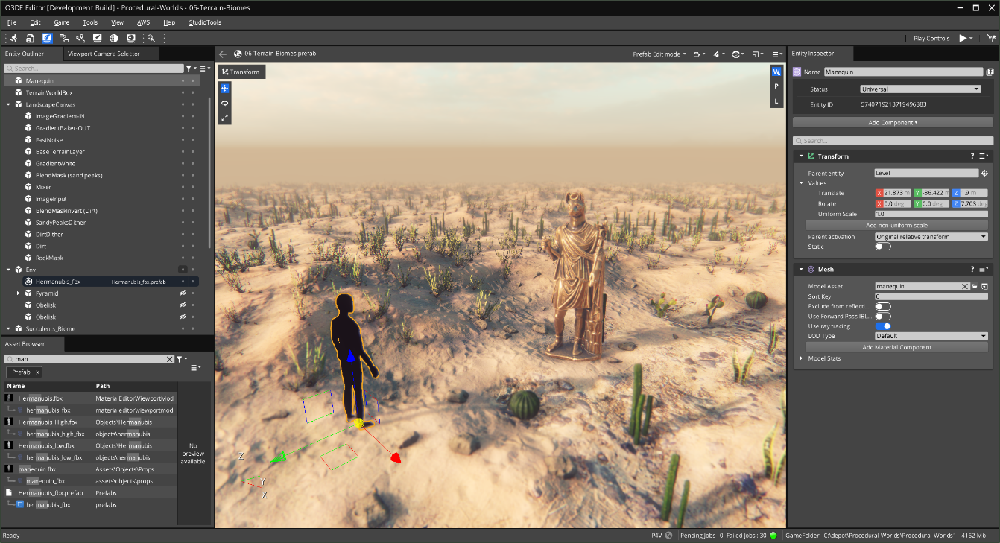 O3DE Editor [Development Build] - Procedural-Worlds - 06-Terrain-Biomes
File Edit Game Tools View AWS Help StudioTools
Play Controls
Entity Outliner Viewport Camera Selector
Search...
Manequin
TerrainWorldBox
LandscapeCanvas
ImageGradient-IN
GradientBaker-OUT
FastNoise
BaseTerrainLayer
GradientWhite
BlendMask (sand peaks)
Mixer
ImageInput
BlendMaskInvert (Dirt)
SandyPeaksDither
DirtDither
Dirt
RockMask
Env
Hermanubis_fbx Hermanubis_fbx.prefab
Pyramid
Obelisk
Obelisk
Succulents_Biome
Asset Browser
man
Prefab X
Name Path
Hermanubis.fbx MaterialEditor\ViewportMod
hermanubis_fbx materialeditor\viewportmod
Hermanubis_High.fbx Objects\Hermanubis
hermanubis_high_fbx objects\hermanubis
Hermanubis_low.fbx Objects\Hermanubis
hermanubis_low_fbx objects\hermanubis
manequin.fbx Assets\Objects\Props
manequin_fbx assets\objects\props
Hermanubis_fbx.prefab Prefabs
hermanubis_fbx prefabs
No
preview
available
06-Terrain-Biomes.prefab Prefab Edit mode
Transform
W
P
L
Z
Y
X
Entity Inspector
Name Manequin
Status Universal
Entity ID 5740719213719496883
Add Component
Search...
Transform ?
Parent entity Level
Values
Translate X 21.873 m Y -36.422 m Z 1.9 m
Rotate X 0.0 deg Y 0.0 deg Z 7.703 deg
Uniform Scale 1.0
Add non-uniform scale
Parent activation Original relative transform
Static
Mesh ?
Model Asset manequin
Sort Key 0
Exclude from reflecti...
Use Forward Pass IBL...
Use ray tracing
LOD Type Default
Add Material Component
Model Stats
Ready
P4V Pending Jobs : 0 Failed Jobs : 30 GameFolder: 'C:\depot\Procedural-Worlds\Procedural-Worlds' 4152 Mb